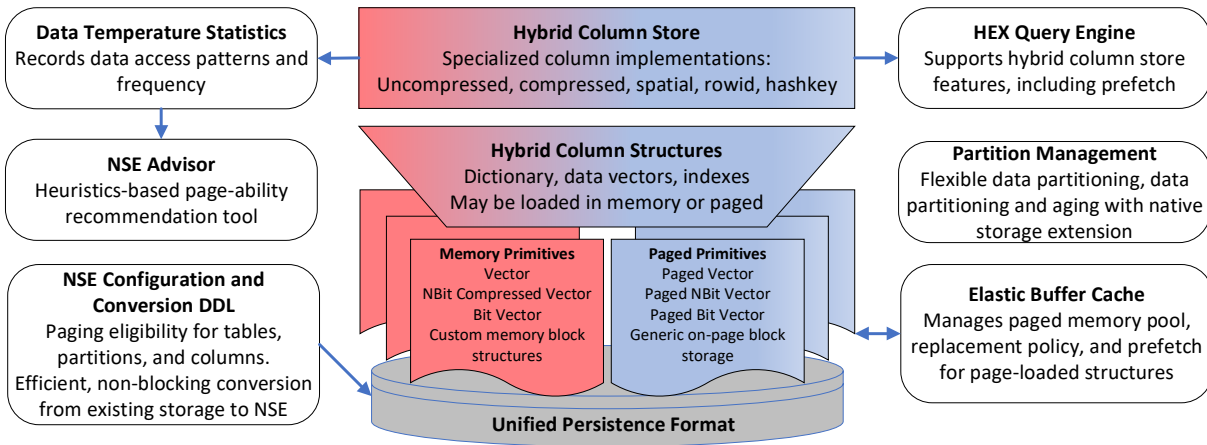 Data Temperature Statistics
Records data access patterns and
frequency
Hybrid Column Store
Specialized column implementations:
Uncompressed, compressed, spatial, rowid, hashkey
HEX Query Engine
Supports hybrid column store
features, including prefetch
NSE Advisor
Heuristics-based page-ability
recommendation tool
Hybrid Column Structures
Dictionary, data vectors, indexes
May be loaded in memory or paged
Partition Management
Flexible data partitioning, data
partitioning and aging with native
storage extension
NSE Configuration and
Conversion DDL
Paging eligibility for tables,
partitions, and columns.
Efficient, non-blocking conversion
from existing storage to NSE
Memory Primitives
Vector
NBit Compressed Vector
Bit Vector
Custom memory block
structures
Paged Primitives
Paged Vector
Paged NBit Vector
Paged Bit Vector
Generic on-page block
storage
Elastic Buffer Cache
Manages paged memory pool,
replacement policy, and prefetch
for page-loaded structures
Unified Persistence Format